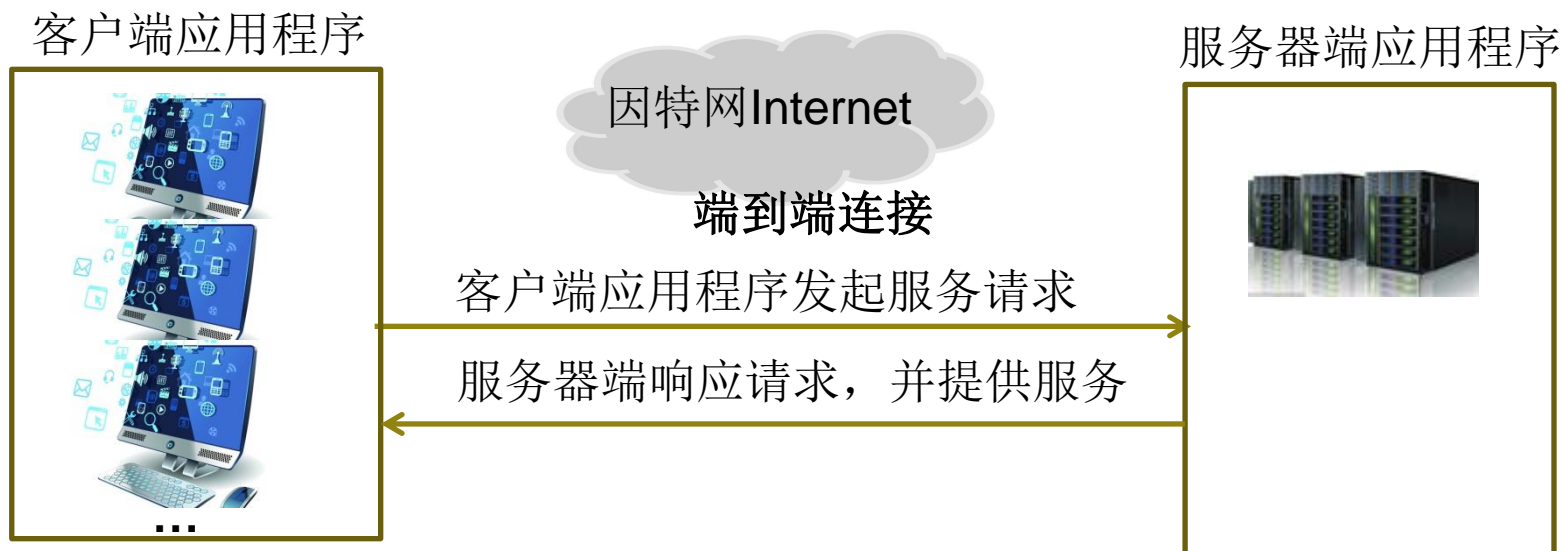 客户端应用程序
因特网Internet
服务器端应用程序
端到端连接
客户端应用程序发起服务请求
服务器端响应请求，并提供服务
...